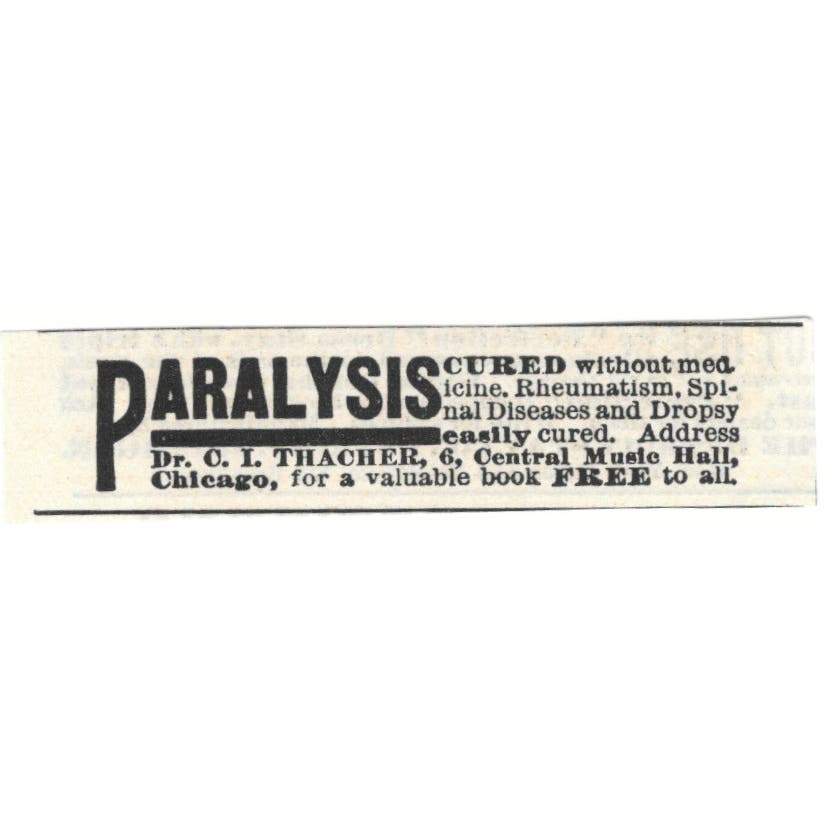 PARALYSIS CURED without med
icine. Rheumatism, Spi-
nal Diseases and Dropsy
easily cured. Address
Dr. C. I. THACHER, 6, Central Music Hall,
Chicago, for a valuable book FREE to all.